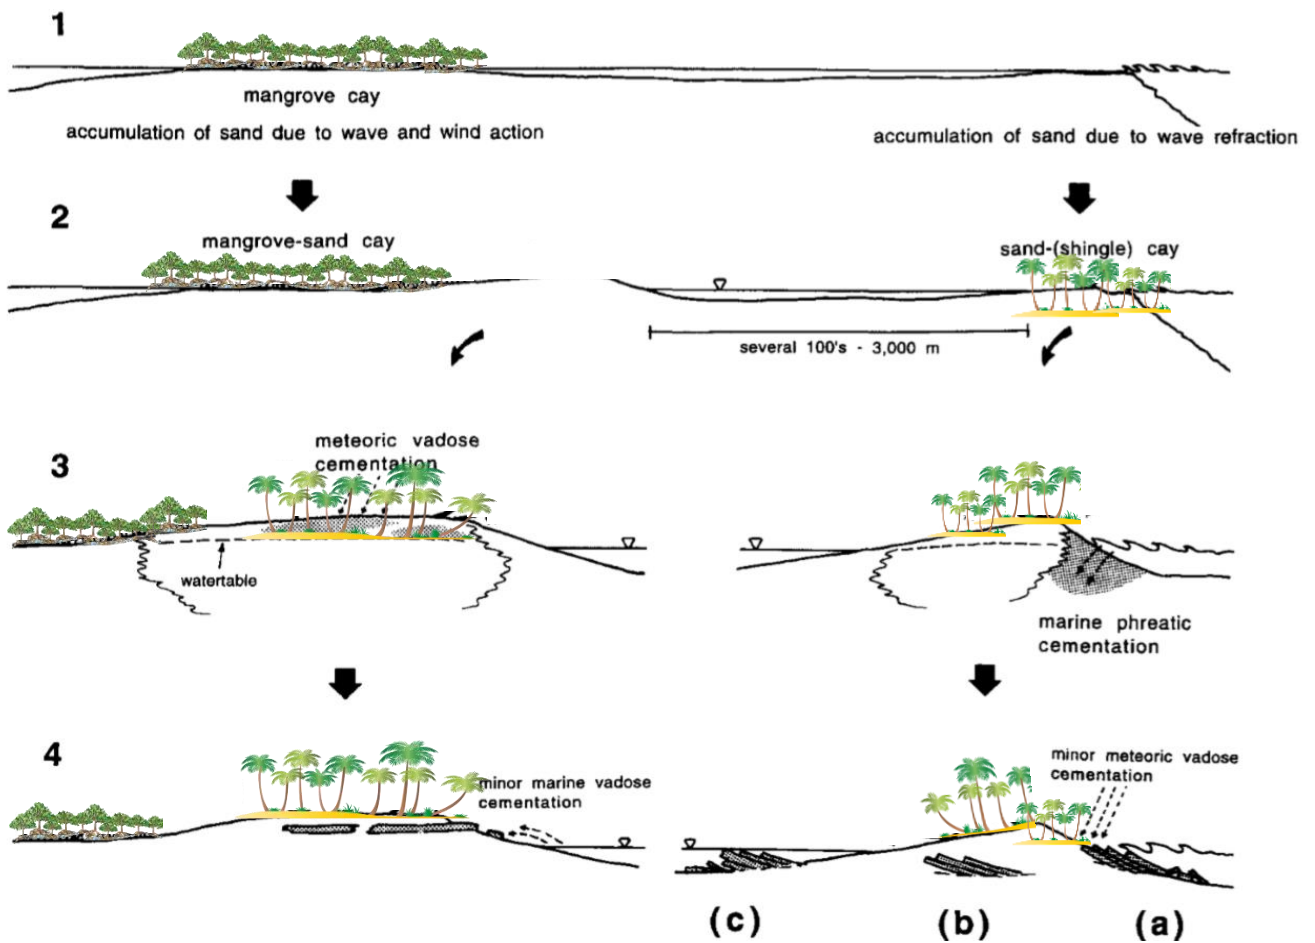 1
mangrove cay
accumulation of sand due to wave and wind action
accumulation of sand due to wave refraction
2
mangrove-sand cay
sand-(shingle) cay
several 100's - 3,000 m
3
meteoric vadose
cementation
watertable
marine phreatic
cementation
4
minor marine vadose
cementation
minor meteoric vadose
cementation
(c)
(b)
(a)